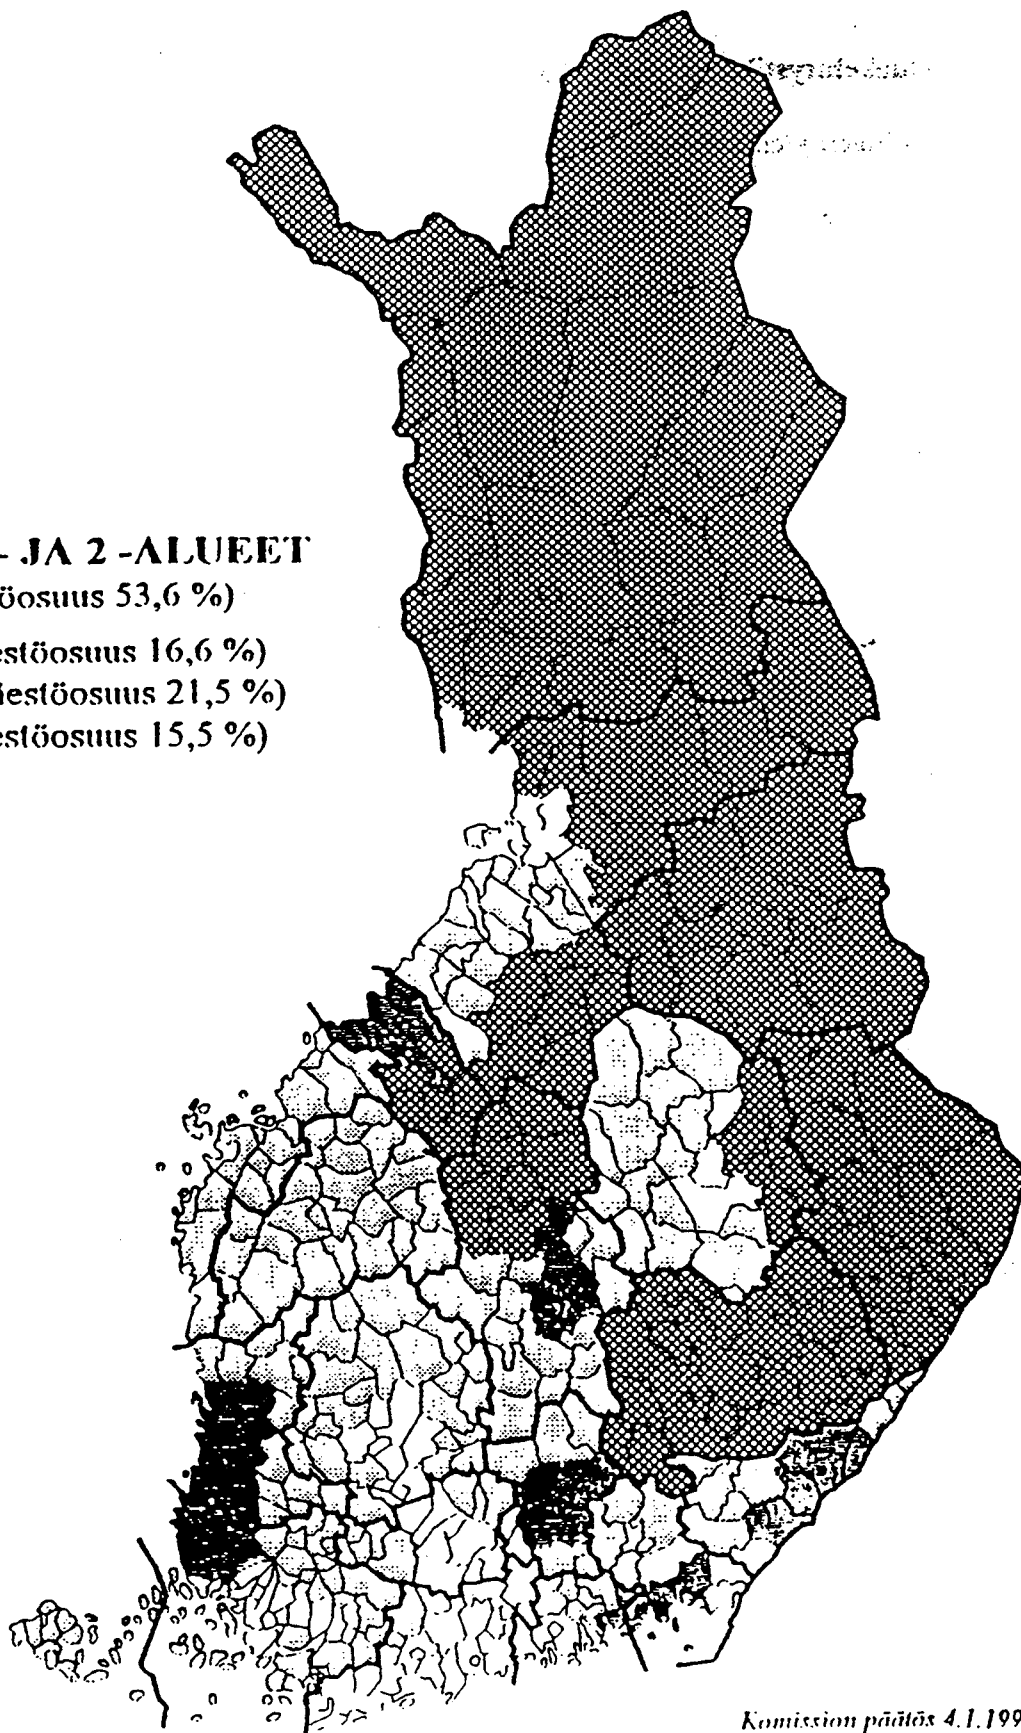 - JA 2 -ALUEET
töosuus 53,6 %)
estöosuus 16,6 %)
iestöosuus 21,5 %)
estöosuus 15,5 %)
Komission päätös 4.1.199